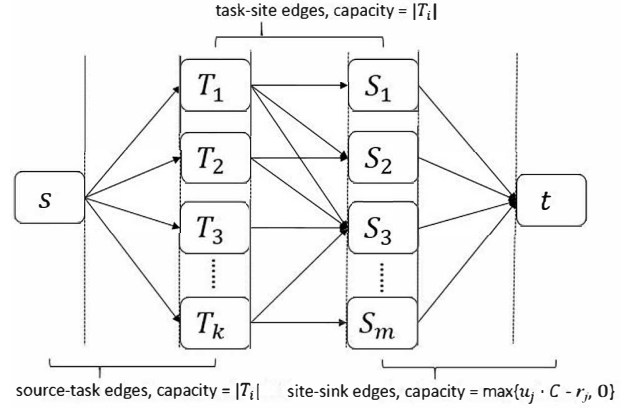 task-site edges, capacity = |Tᵢ|
T₁ S₁
T₂ S₂
s t
T₃ S₃
Tₖ Sₘ
source-task edges, capacity = |Tᵢ| site-sink edges, capacity = max{uⱼ · C - rⱼ, 0}